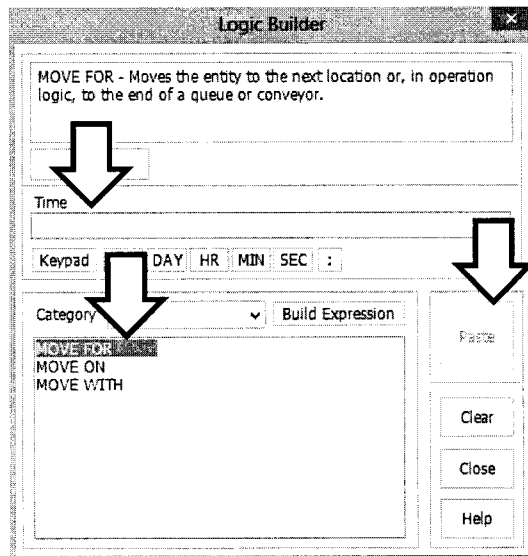 Logic Builder
MOVE FOR - Moves the entity to the next location or, in operation
logic, to the end of a queue or conveyor.
Time
Keypad DAY HR MIN SEC :
Category Build Expression
MOVE FOR
MOVE ON
MOVE WITH
Paste
Clear
Close
Help